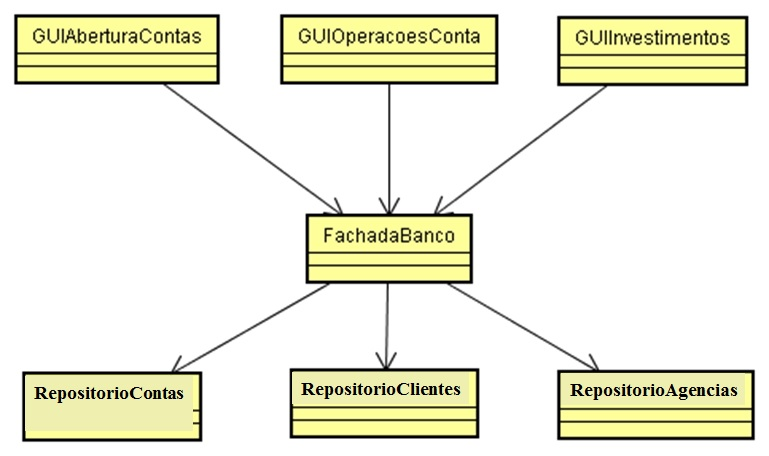 GUIAberturaContas
GUIOperacoesConta
GUIInvestimentos
FachadaBanco
RepositorioContas
RepositorioClientes
RepositorioAgencias